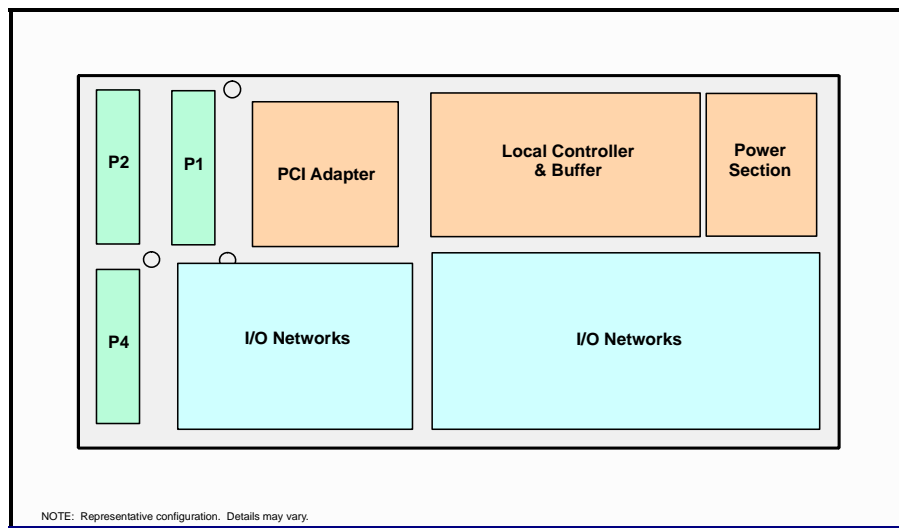 P2
P1
PCI Adapter
Local Controller
& Buffer
Power
Section
P4
I/O Networks
I/O Networks
NOTE:  Representative configuration.  Details may vary.